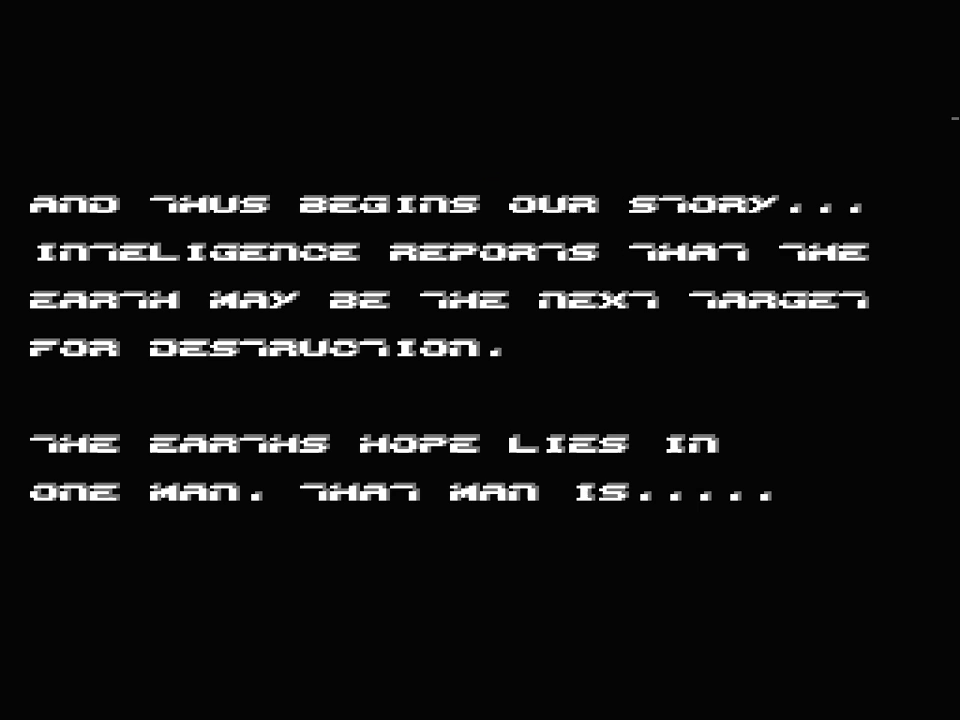 AND THUS BEGINS OUR STORY...
INTELIGENCE REPORTS THAT THE
EARTH MAY BE THE NEXT TARGET
FOR DESTRUCTION.
THE EARTHS HOPE LIES IN
ONE MAN. THAT MAN IS.....